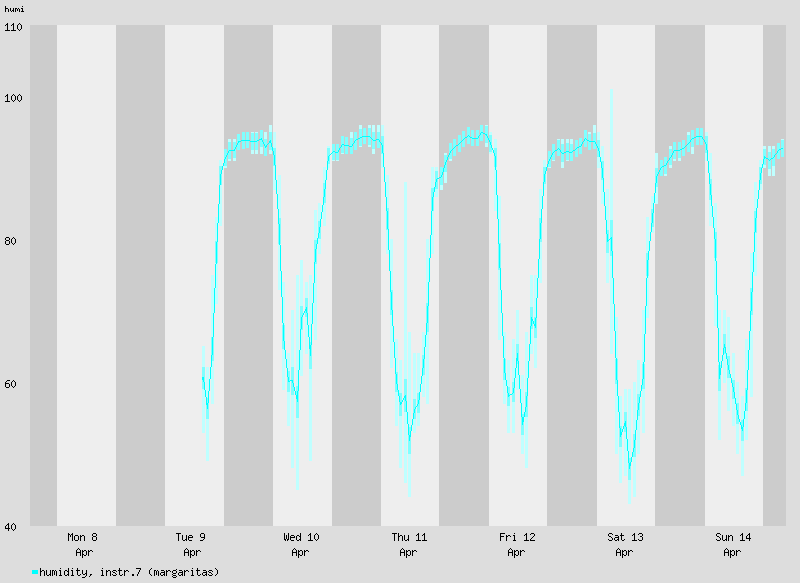 humi
110
100
80
60
40
Mon 8 Tue 9 Wed 10 Thu 11 Fri 12 Sat 13 Sun 14
Apr Apr Apr Apr Apr Apr Apr
humidity, instr.7 (margaritas)